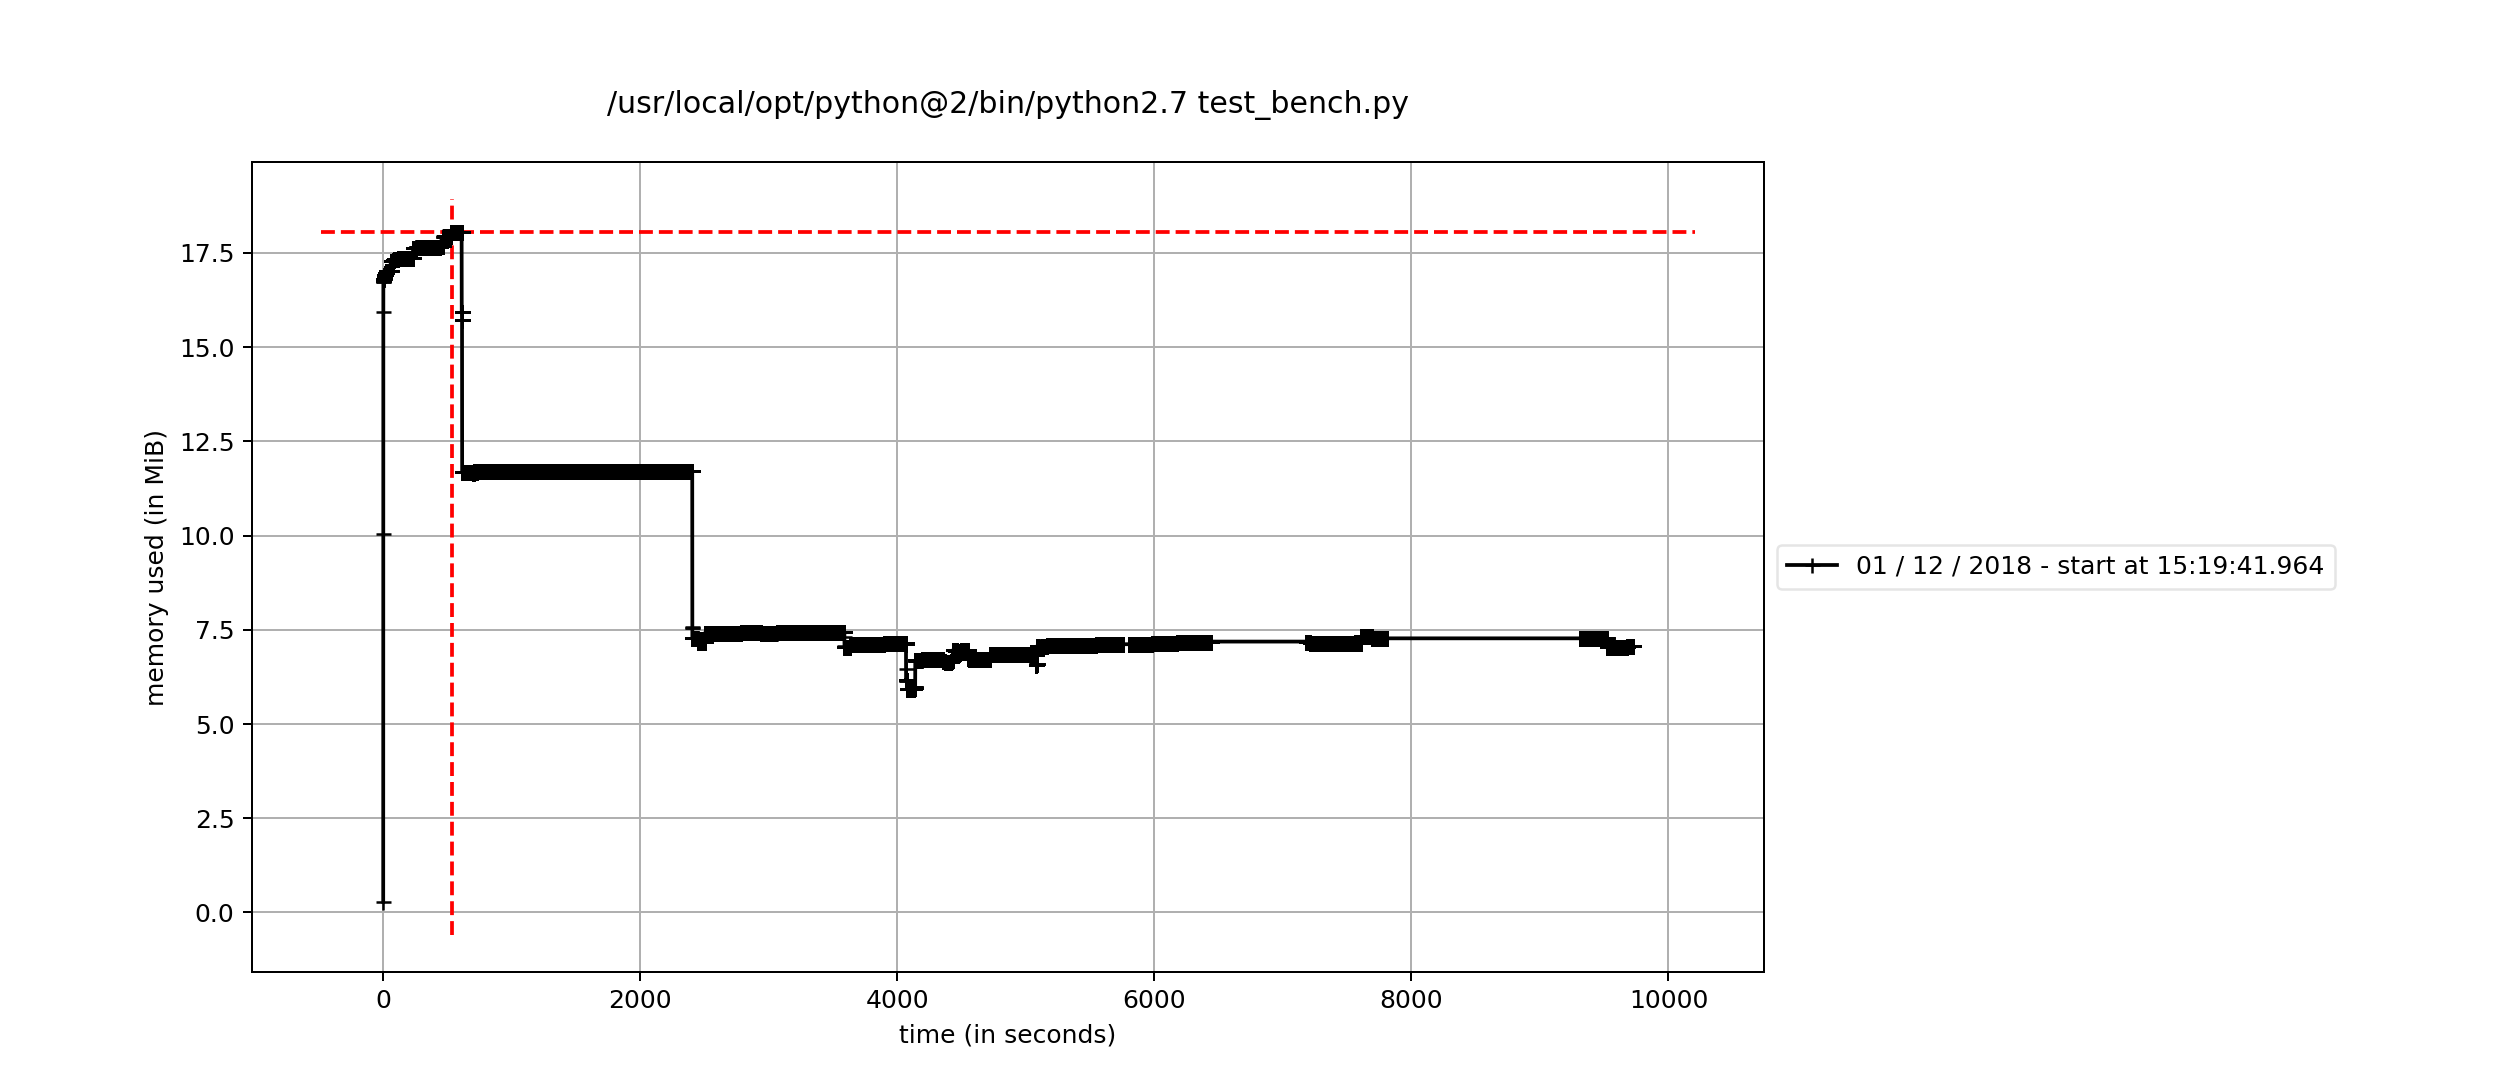 /usr/local/opt/python@2/bin/python2.7 test_bench.py
memory used (in MiB)
17.5
15.0
12.5
10.0
7.5
5.0
2.5
0.0
0 2000 4000 6000 8000 10000
time (in seconds)
01 / 12 / 2018 - start at 15:19:41.964